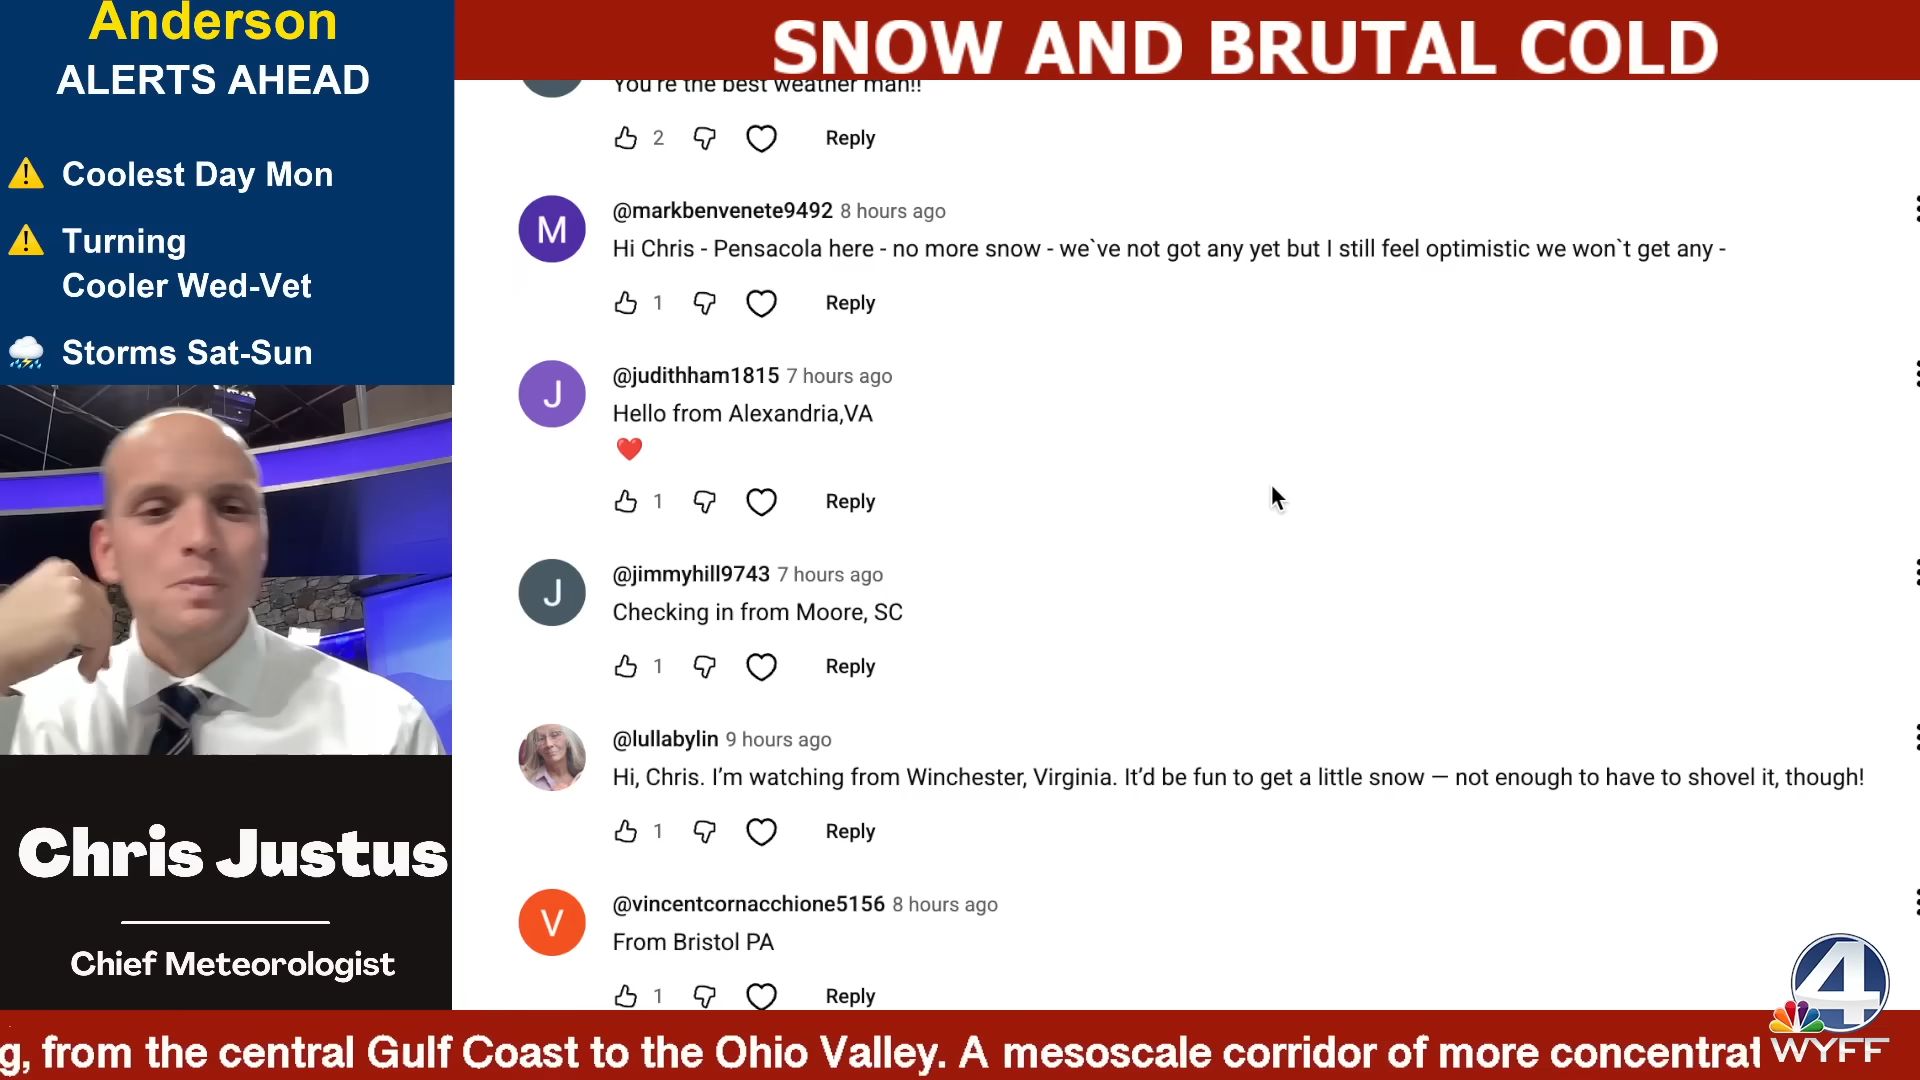 Anderson
ALERTS AHEAD
Coolest Day Mon
Turning
Cooler Wed-Vet
Storms Sat-Sun
Chris Justus
Chief Meteorologist
SNOW AND BRUTAL COLD
You're the best weather man!!
2 Reply
M
@markbenvenete9492 8 hours ago
Hi Chris - Pensacola here - no more snow - we`ve not got any yet but I still feel optimistic we won`t get any -
1 Reply
J
@judithham1815 7 hours ago
Hello from Alexandria,VA
❤️
1 Reply
J
@jimmyhill9743 7 hours ago
Checking in from Moore, SC
1 Reply
@lullabylin 9 hours ago
Hi, Chris. I’m watching from Winchester, Virginia. It’d be fun to get a little snow — not enough to have to shovel it, though!
1 Reply
V
@vincentcornacchione5156 8 hours ago
From Bristol PA
1 Reply
g, from the central Gulf Coast to the Ohio Valley. A mesoscale corridor of more concentrat
4
WYFF